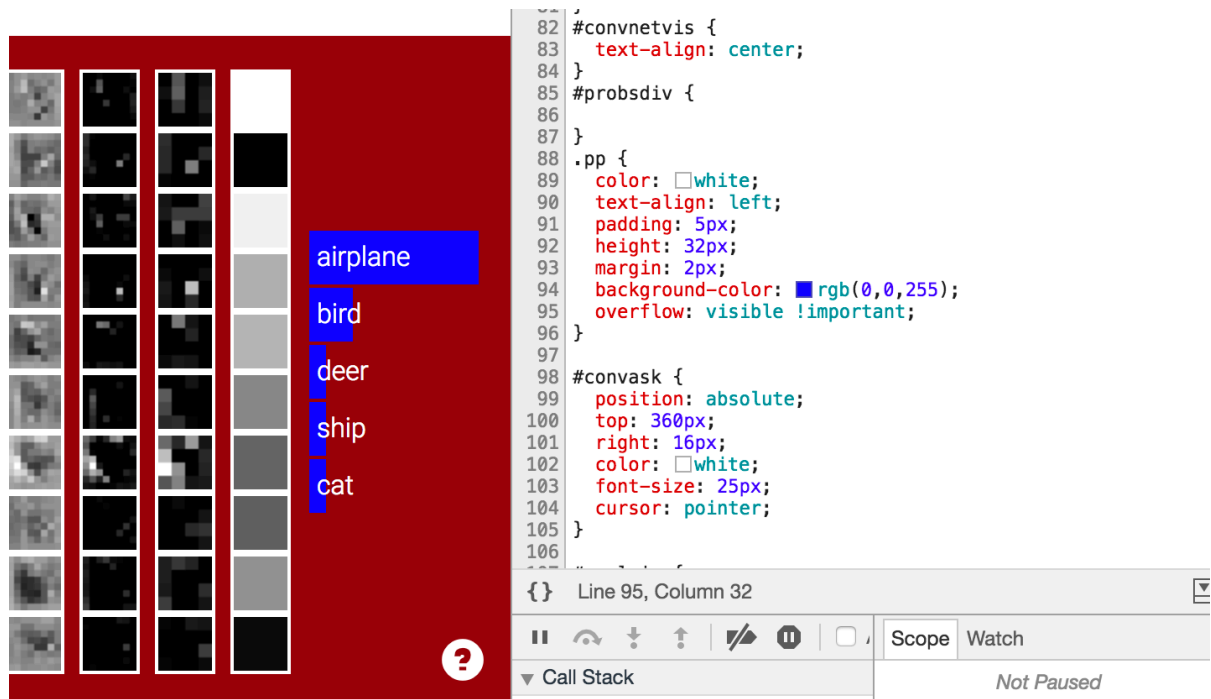 airplane
bird
deer
ship
cat
?
82 #convnetvis {
83 text-align: center;
84 }
85 #probsdiv {
86
87 }
88 .pp {
89 color: white;
90 text-align: left;
91 padding: 5px;
92 height: 32px;
93 margin: 2px;
94 background-color: rgb(0,0,255);
95 overflow: visible !important;
96 }
97
98 #convask {
99 position: absolute;
100 top: 360px;
101 right: 16px;
102 color: white;
103 font-size: 25px;
104 cursor: pointer;
105 }
106
{} Line 95, Column 32
Scope Watch
Call Stack
Not Paused